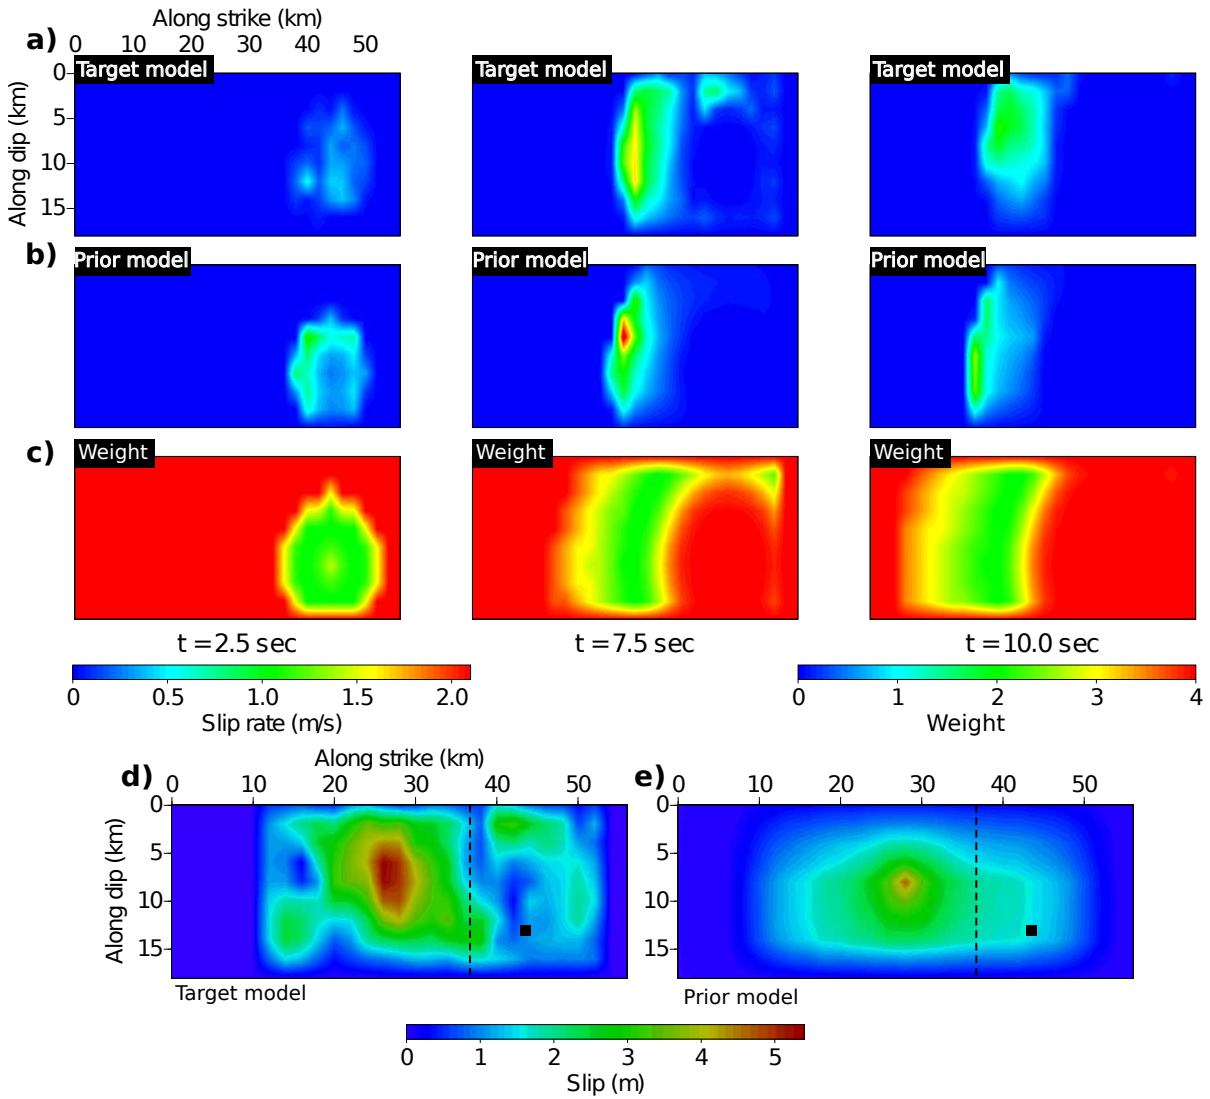 Along strike (km)
a) 0 10 20 30 40 50
Target model Target model Target model
0
5
10
15
Along dip (km)
b) Prior model Prior model Prior model
c) Weight Weight Weight
t = 2.5 sec t = 7.5 sec t = 10.0 sec
0 0.5 1.0 1.5 2.0 0 1 2 3 4
Slip rate (m/s) Weight
Along strike (km)
d) 0 10 20 30 40 50 e) 0 10 20 30 40 50
0 0
5 5
10 10
15 15
Along dip (km)
Target model Prior model
0 1 2 3 4 5
Slip (m)